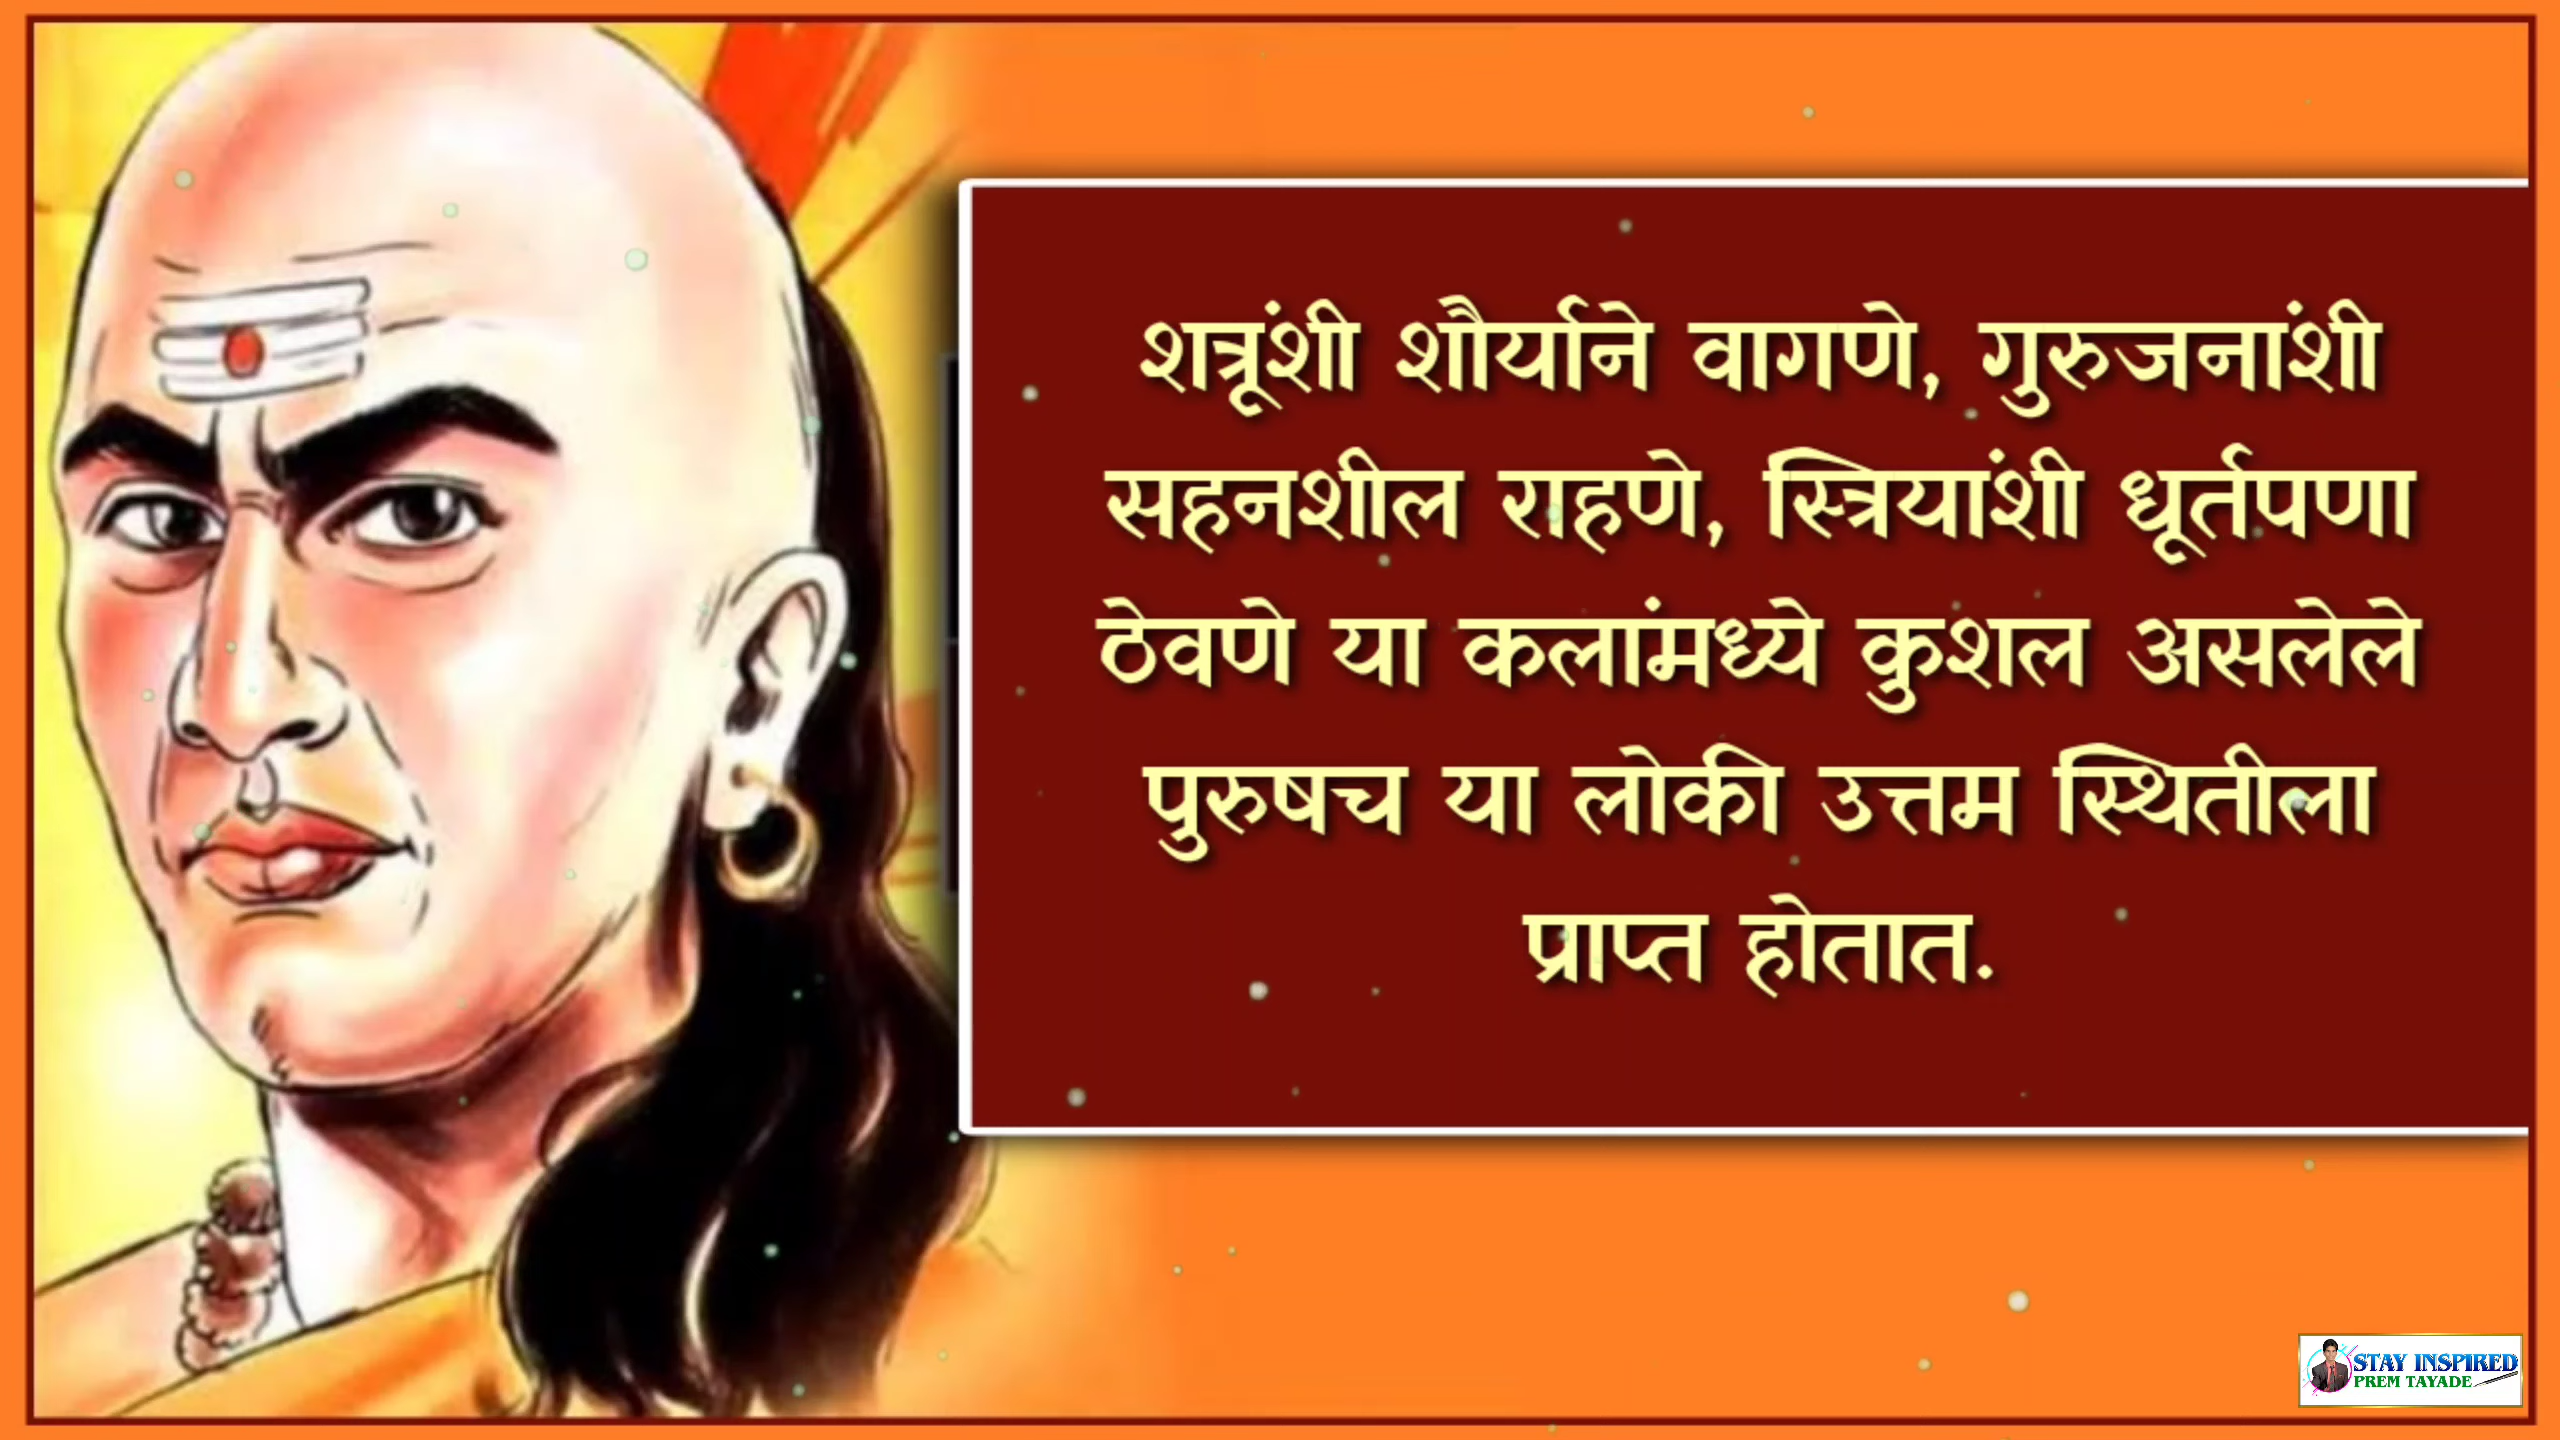 शत्रूंशी शौर्याने वागणे, गुरुजनांशी
सहनशील राहणे, स्त्रियांशी धूर्तपणा
ठेवणे या कलांमध्ये कुशल असलेले
पुरुषच या लोकी उत्तम स्थितीला
प्राप्त होतात.
STAY INSPIRED
PREM TAYADE